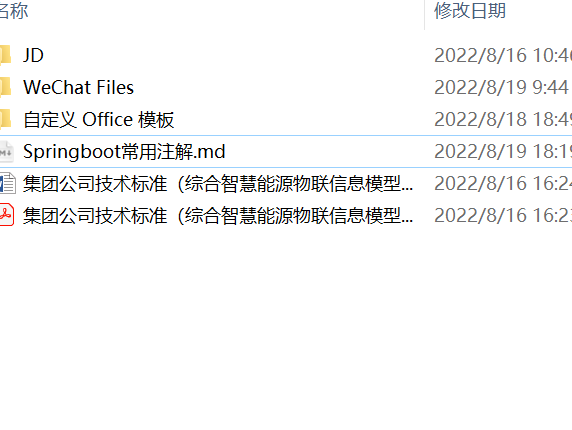 名称 修改日期
JD 2022/8/16 10:46
WeChat Files 2022/8/19 9:44
自定义 Office 模板 2022/8/18 18:49
Springboot常用注解.md 2022/8/19 18:19
集团公司技术标准（综合智慧能源物联信息模型... 2022/8/16 16:24
集团公司技术标准（综合智慧能源物联信息模型... 2022/8/16 16:23